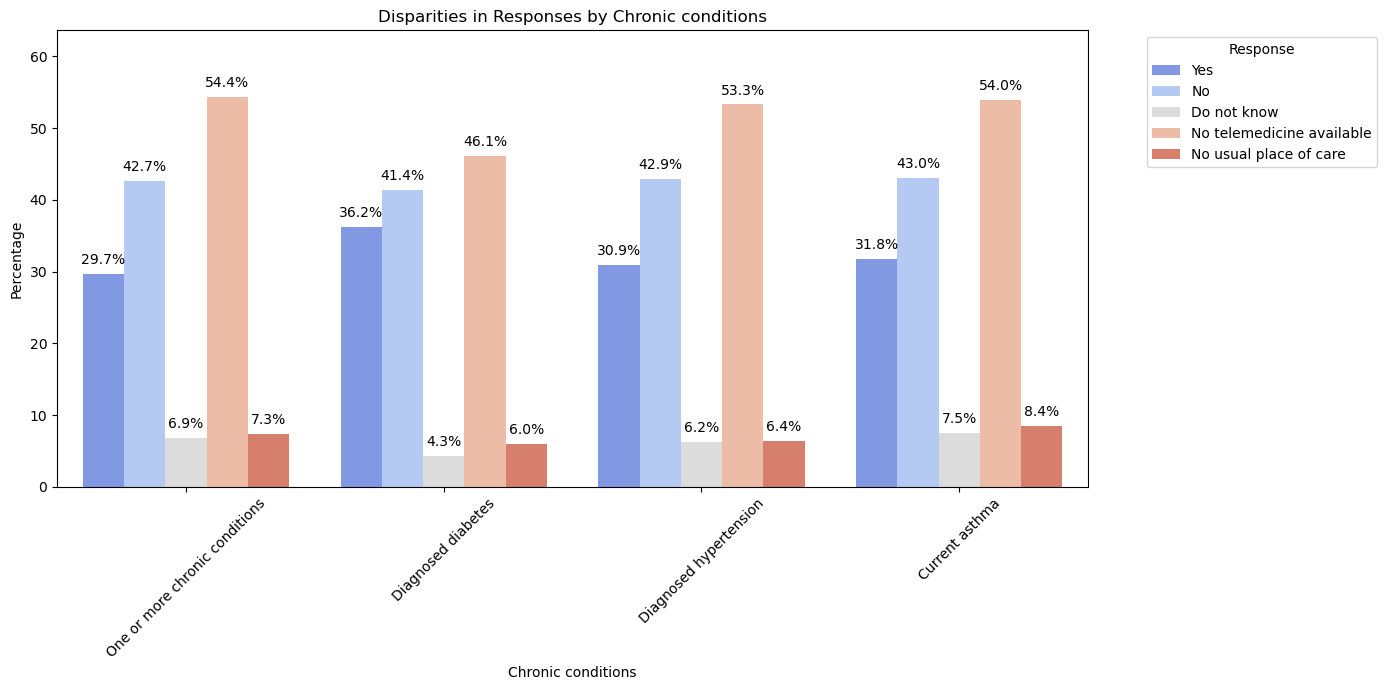 Disparities in Responses by Chronic conditions
Percentage
60
50
40
30
20
10
0
29.7%
42.7%
6.9%
54.4%
7.3%
36.2%
41.4%
4.3%
46.1%
6.0%
30.9%
42.9%
6.2%
53.3%
6.4%
31.8%
43.0%
7.5%
54.0%
8.4%
One or more chronic conditions
Diagnosed diabetes
Diagnosed hypertension
Current asthma
Chronic conditions
Response
Yes
No
Do not know
No telemedicine available
No usual place of care